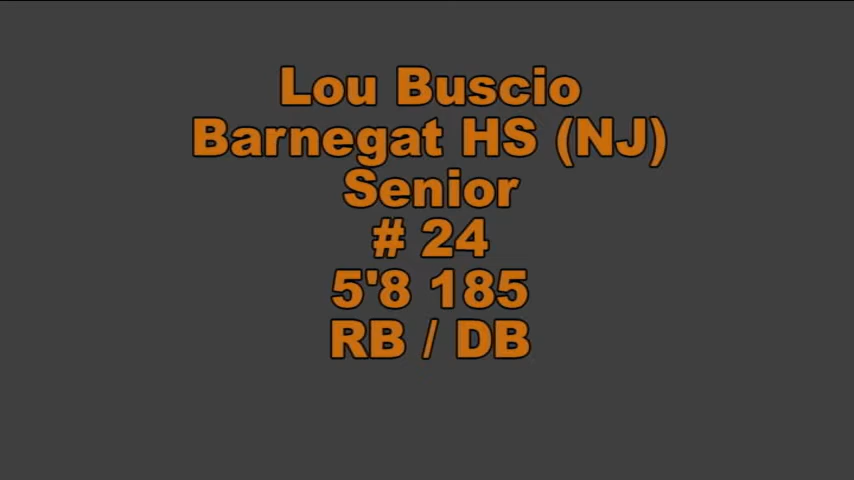 Lou Buscio
Barnegat HS (NJ)
Senior
# 24
5'8 185
RB / DB